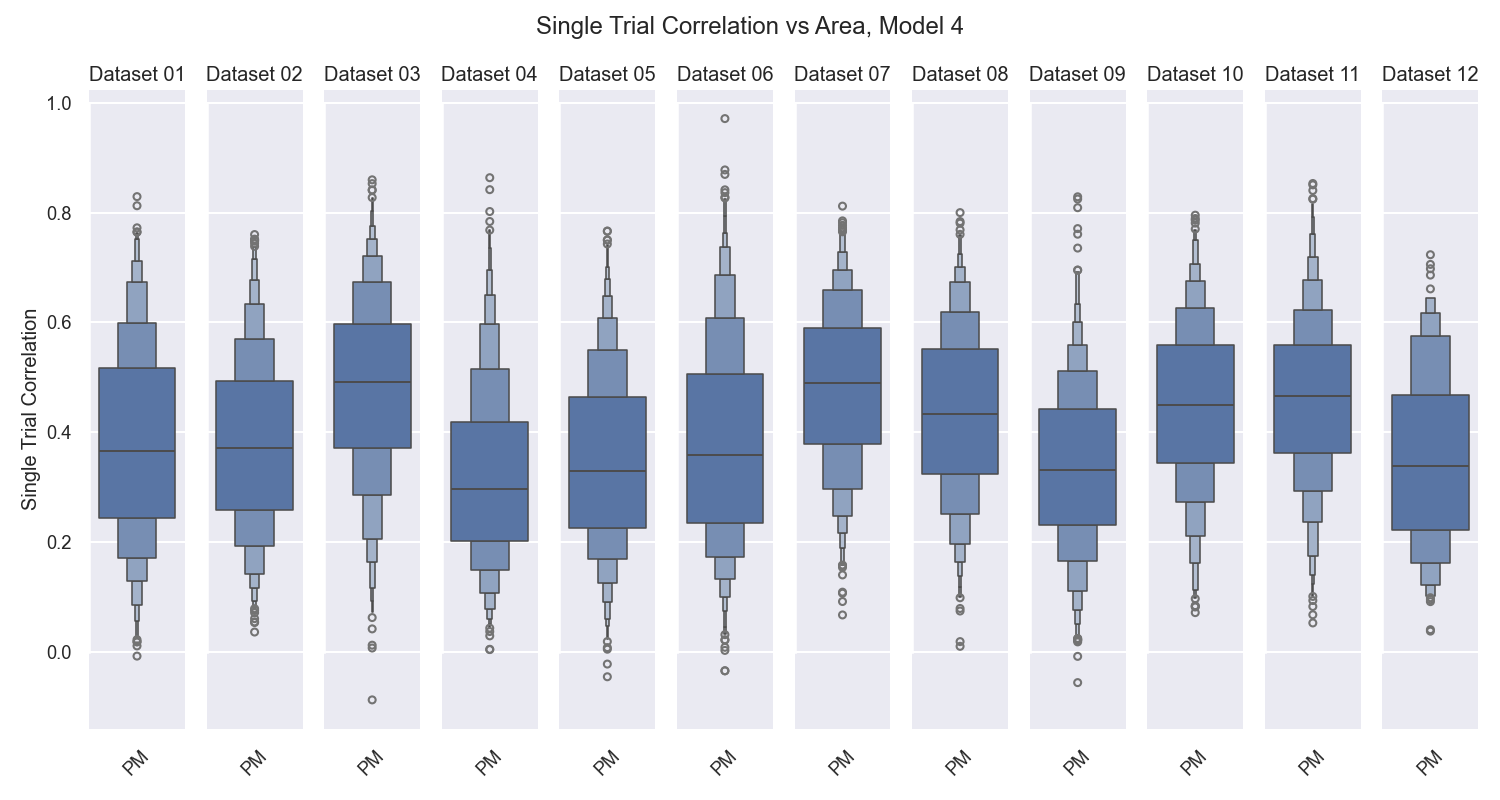 Single Trial Correlation vs Area, Model 4
Dataset 01 Dataset 02 Dataset 03 Dataset 04 Dataset 05 Dataset 06 Dataset 07 Dataset 08 Dataset 09 Dataset 10 Dataset 11 Dataset 12
Single Trial Correlation
1.0
0.8
0.6
0.4
0.2
0.0
PM PM PM PM PM PM PM PM PM PM PM PM